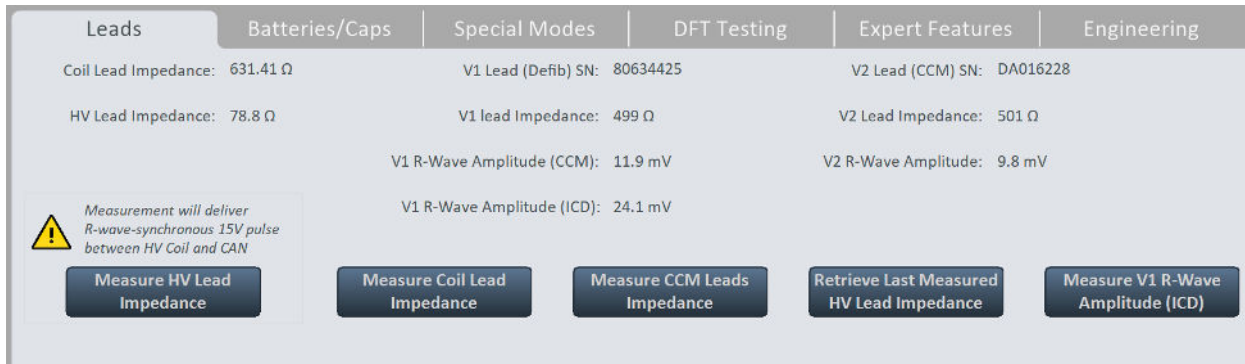 Leads Batteries/Caps Special Modes DFT Testing Expert Features Engineering
Coil Lead Impedance: 631.41 Ω V1 Lead (Defib) SN: 80634425 V2 Lead (CCM) SN: DA016228
HV Lead Impedance: 78.8 Ω V1 lead Impedance: 499 Ω V2 Lead Impedance: 501 Ω
V1 R-Wave Amplitude (CCM): 11.9 mV V2 R-Wave Amplitude: 9.8 mV
V1 R-Wave Amplitude (ICD): 24.1 mV
Measurement will deliver
R-wave-synchronous 15V pulse
between HV Coil and CAN
Measure HV Lead
Impedance
Measure Coil Lead
Impedance
Measure CCM Leads
Impedance
Retrieve Last Measured
HV Lead Impedance
Measure V1 R-Wave
Amplitude (ICD)